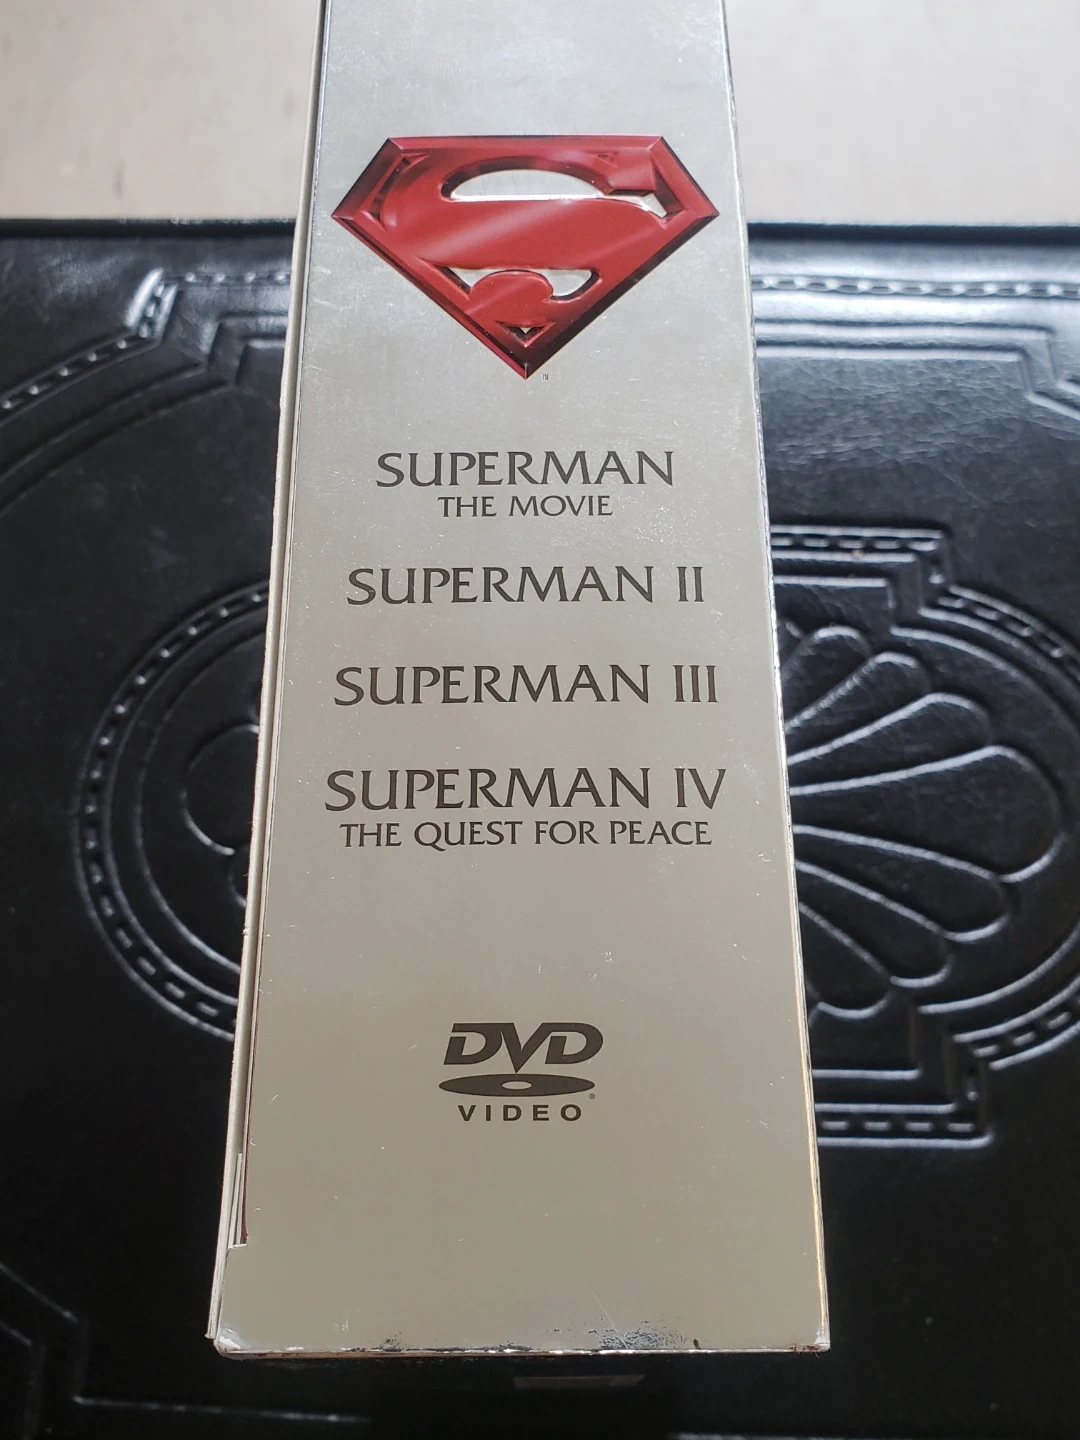 SUPERMAN
THE MOVIE
SUPERMAN II
SUPERMAN III
SUPERMAN IV
THE QUEST FOR PEACE
DVD
VIDEO